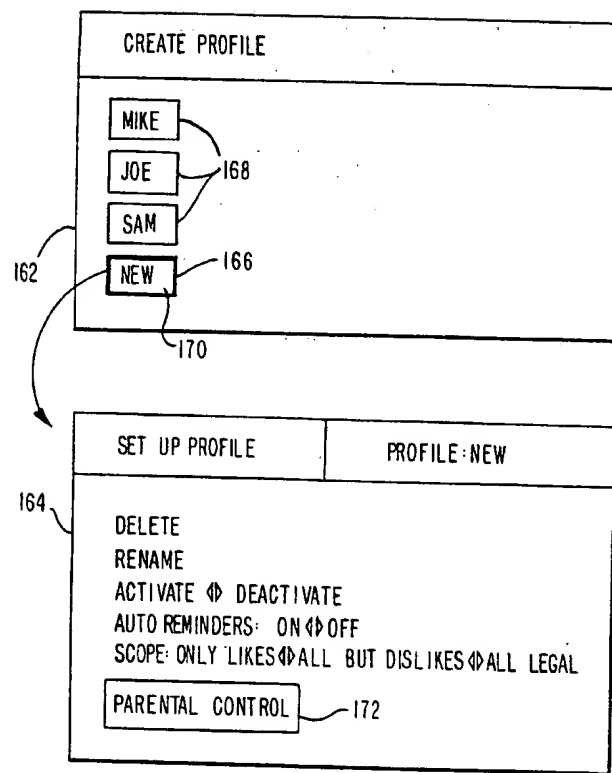 CREATE PROFILE
MIKE
JOE
168
SAM
162
NEW
166
170
SET UP PROFILE
PROFILE:NEW
164
DELETE
RENAME
ACTIVATE ◁▷ DEACTIVATE
AUTO REMINDERS: ON◁▷OFF
SCOPE: ONLY LIKES◁▷ALL BUT DISLIKES◁▷ALL LEGAL
PARENTAL CONTROL
172